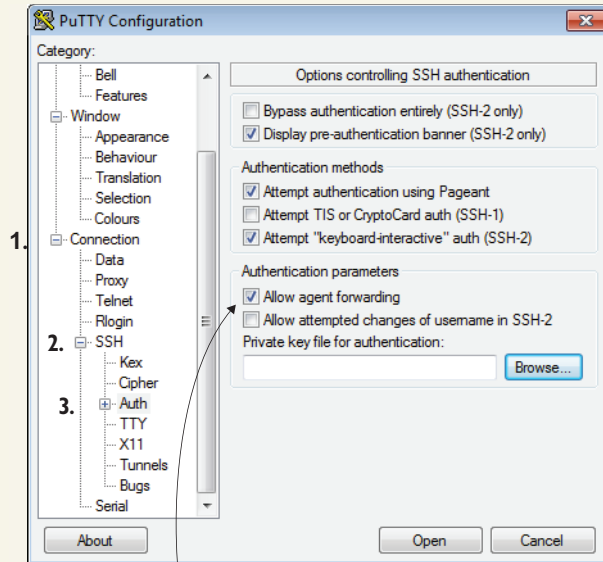 PuTTY Configuration
Category:
Bell
Features
Window
Appearance
Behaviour
Translation
Selection
Colours
1.
Connection
Data
Proxy
Telnet
Rlogin
2.
SSH
Kex
Cipher
3.
Auth
TTY
X11
Tunnels
Bugs
Serial
Options controlling SSH authentication
Bypass authentication entirely (SSH-2 only)
Display pre-authentication banner (SSH-2 only)
Authentication methods
Attempt authentication using Pageant
Attempt TIS or CryptoCard auth (SSH-1)
Attempt "keyboard-interactive" auth (SSH-2)
Authentication parameters
Allow agent forwarding
Allow attempted changes of username in SSH-2
Private key file for authentication:
Browse...
About
Open
Cancel